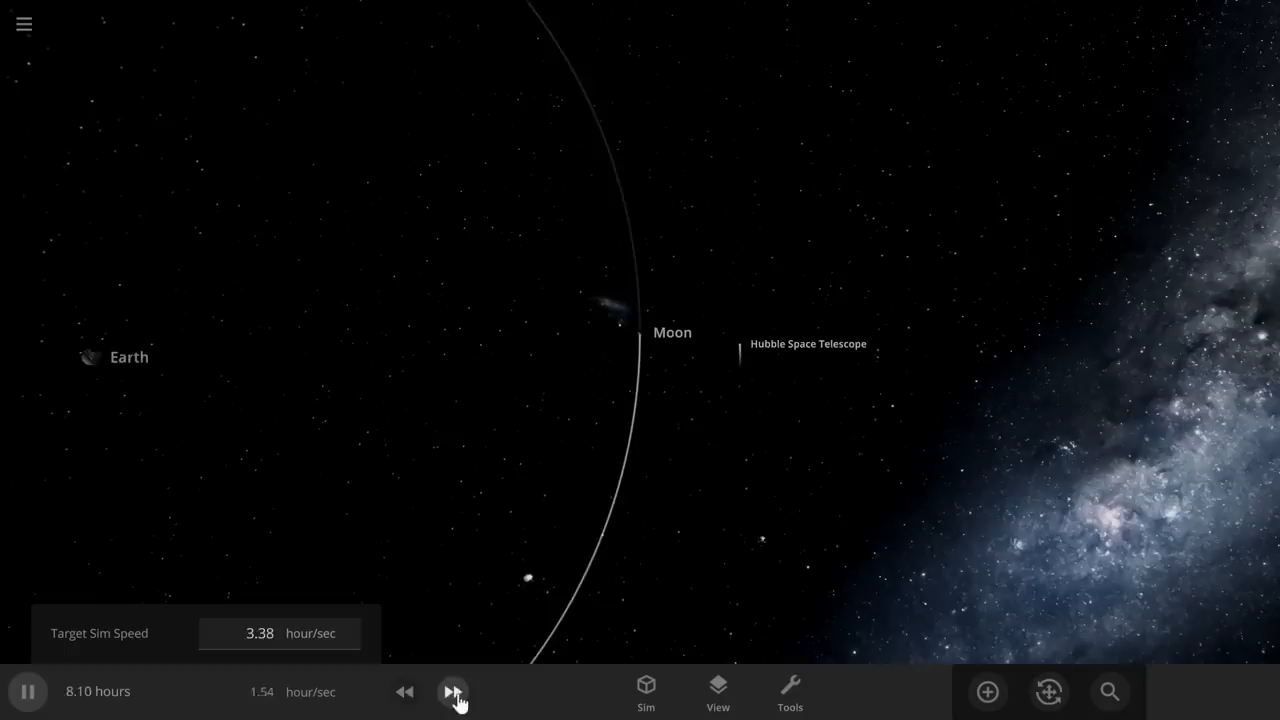 Moon
Hubble Space Telescope
Earth
Target Sim Speed 3.38 hour/sec
8.10 hours 1.54 hour/sec
Sim View Tools